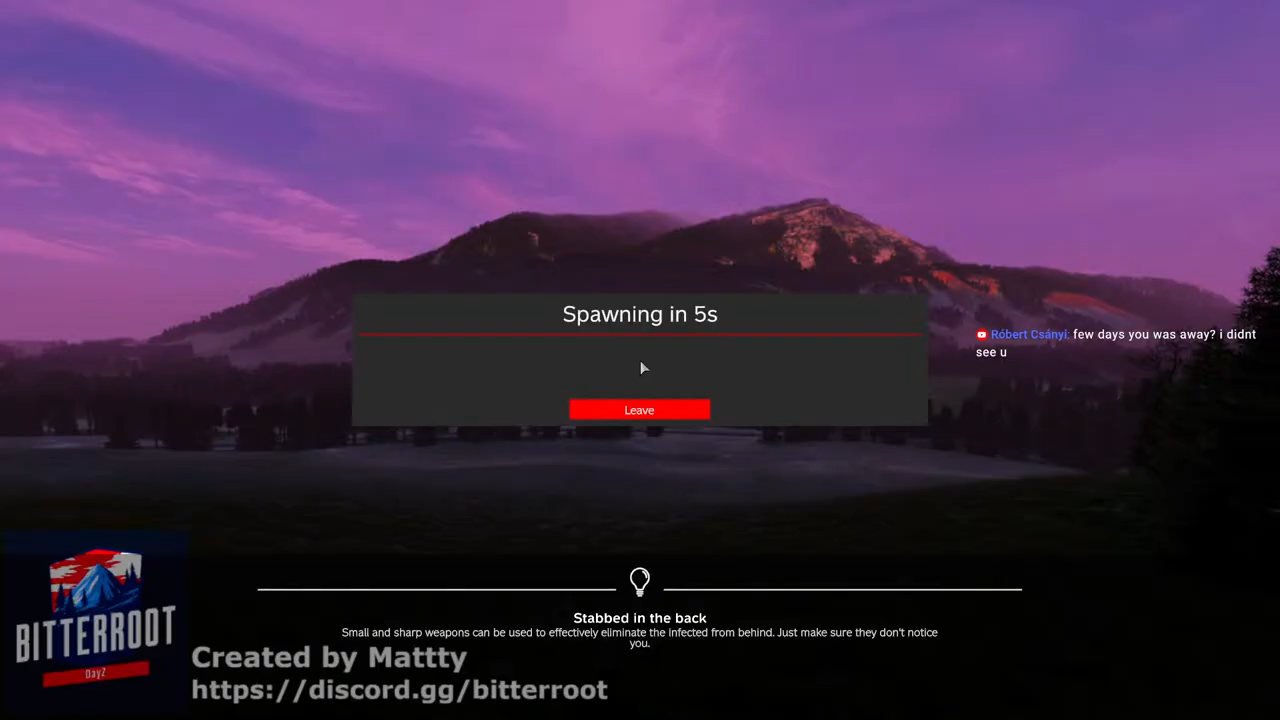 Spawning in 5s
Róbert Csányi: few days you was away? i didnt
see u
Leave
Stabbed in the back
Small and sharp weapons can be used to effectively eliminate the infected from behind. Just make sure they don't notice
you.
BITTERROOT
DayZ
Created by Mattty
https://discord.gg/bitterroot